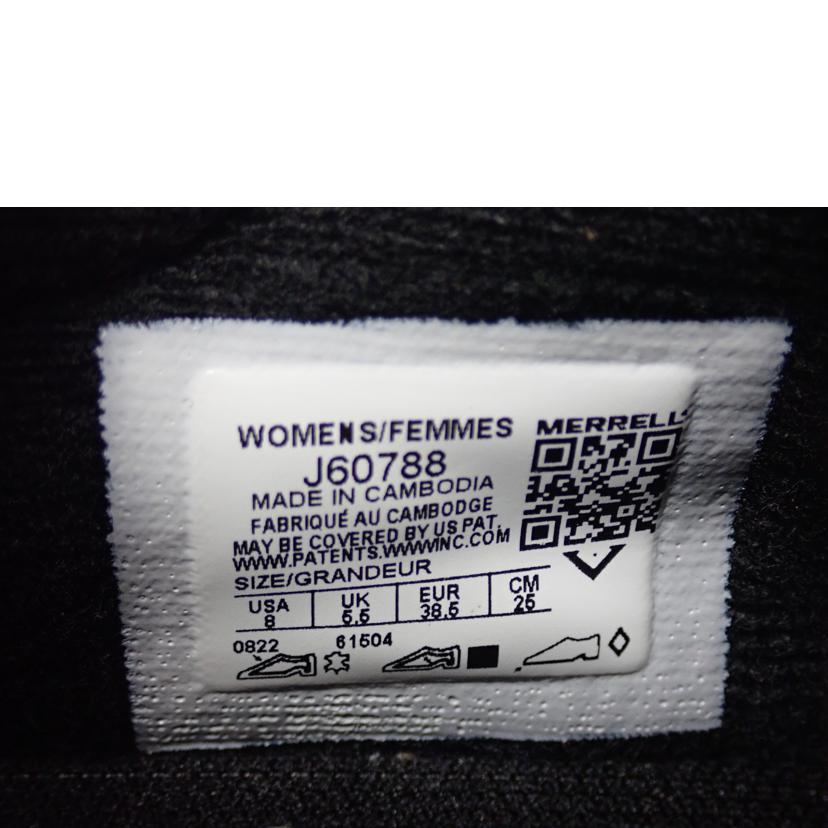 WOMENS/FEMMES
J60788
MADE IN CAMBODIA
FABRIQUÉ AU CAMBODGE
MAY BE COVERED BY US PAT.
WWW.PATENTS.WWWINC.COM
SIZE/GRANDEUR
USA UK EUR CM
8 5.5 38.5 25
0822 61504
MERRELL